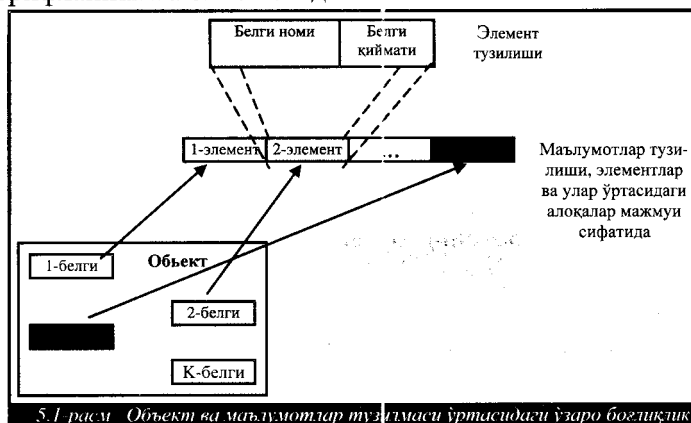 Белги номи
Белги
қиймати
Элемент
тузилиши
1-элемент
2-элемент
...
Маълумотлар тузи-
лиши, элементлар
ва улар ўртасидаги
алоқалар мажмуи
сифатида
1-белги
Обьект
2-белги
К-белги
5.1-расм Объект ва маълумотлар тузилмаси ўртасидаги ўзаро боғлиқлик